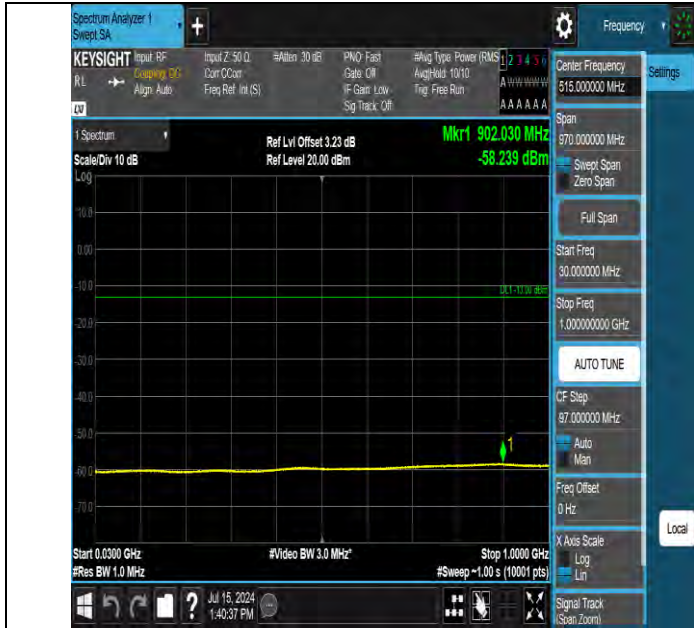 Spectrum Analyzer 1
Swept SA
Frequency
Settings
KEYSIGHT
RL
LXI
Input: RF
Coupling: DC
Align: Auto
Input Z: 50 Ω
Corr CCorr
Freq Ref: Int (S)
#Atten: 30 dB
PNO: Fast
Gate: Off
IF Gain: Low
Sig Track: Off
#Avg Type: Power (RMS
Avg|Hold: 10/10
Trig: Free Run
1 2 3 4 5 6
A W W W W W
A A A A A A
1 Spectrum
Scale/Div 10 dB
Log
Ref Lvl Offset 3.23 dB
Ref Level 20.00 dBm
Mkr1 902.030 MHz
-58.239 dBm
10.0
0.00
-10.0
DL1 -13.00 dBm
-20.0
-30.0
-40.0
-50.0
1
-60.0
-70.0
Start 0.0300 GHz
#Res BW 1.0 MHz
#Video BW 3.0 MHz*
Stop 1.0000 GHz
#Sweep ~1.00 s (10001 pts)
Jul 15, 2024
1:40:37 PM
Center Frequency
515.000000 MHz
Span
970.000000 MHz
Swept Span
Zero Span
Full Span
Start Freq
30.000000 MHz
Stop Freq
1.000000000 GHz
AUTO TUNE
CF Step
97.000000 MHz
Auto
Man
Freq Offset
0 Hz
X Axis Scale
Log
Lin
Signal Track
(Span Zoom)
Local